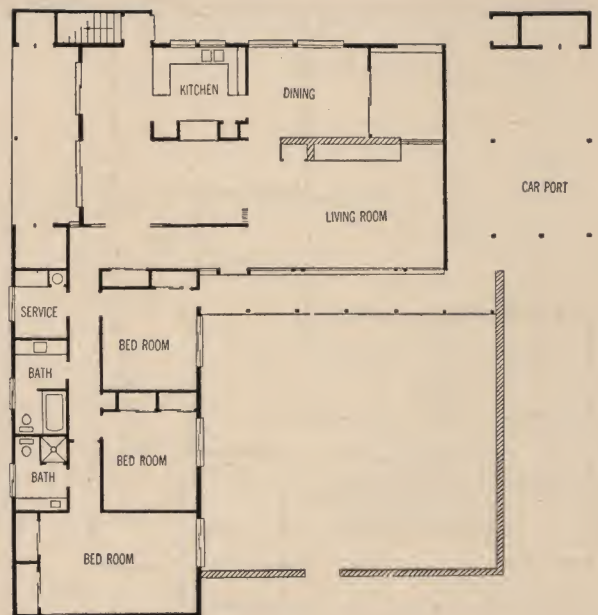 KITCHEN
DINING
CAR PORT
LIVING ROOM
SERVICE
BED ROOM
BATH
BED ROOM
BATH
BED ROOM